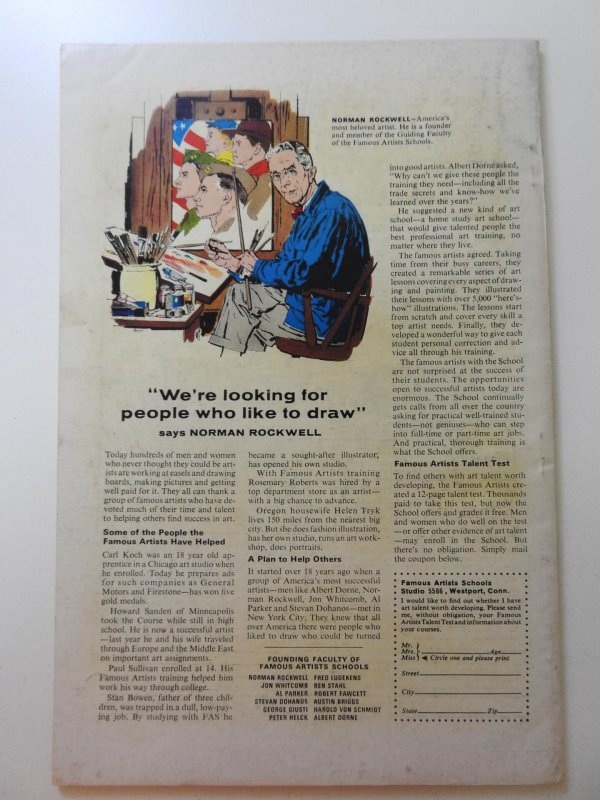 NORMAN ROCKWELL—America's
most beloved artist. He is a founder
and member of the Guiding Faculty
of the Famous Artists Schools.
"We're looking for
people who like to draw"
says NORMAN ROCKWELL
Today hundreds of men and women
who never thought they could be art-
ists are working at easels and drawing
boards, making pictures and getting
well paid for it. They all can thank a
group of famous artists who have de-
voted much of their time and talent
to helping others find success in art.
Some of the People the
Famous Artists Have Helped
Carl Koch was an 18 year old ap-
prentice in a Chicago art studio when
he enrolled. Today he prepares ads
for such companies as General
Motors and Firestone—has won five
gold medals.
Howard Sanden of Minneapolis
took the Course while still in high
school. He is now a successful artist
—last year he and his wife traveled
through Europe and the Middle East
on important art assignments.
Paul Sullivan enrolled at 14. His
Famous Artists training helped him
work his way through college.
Stan Bowen, father of three chil-
dren, was trapped in a dull, low-pay-
ing job. By studying with FAS he
became a sought-after illustrator,
has opened his own studio.
With Famous Artists training
Rosemary Roberts was hired by a
top department store as an artist—
with a big chance to advance.
Oregon housewife Helen Tryk
lives 150 miles from the nearest big
city. But she does fashion illustration,
has her own studio, runs an art work-
shop, does portraits.
A Plan to Help Others
It started over 18 years ago when a
group of America's most successful
artists—men like Albert Dorne, Nor-
man Rockwell, Jon Whitcomb, Al
Parker and Stevan Dohanos—met in
New York City. They knew that all
over America there were people who
liked to draw who could be turned
into good artists. Albert Dorne asked,
"Why can't we give these people the
training they need—including all the
trade secrets and know-how we've
learned over the years?"
He suggested a new kind of art
school—a home study art school—
that would give talented people the
best professional art training, no
matter where they live.
The famous artists agreed. Taking
time from their busy careers, they
created a remarkable series of art
lessons covering every aspect of draw-
ing and painting. They illustrated
their lessons with over 5,000 "here's-
how" illustrations. The lessons start
from scratch and cover every skill a
top artist needs. Finally, they de-
veloped a wonderful way to give each
student personal correction and ad-
vice all through his training.
The famous artists with the School
are not surprised at the success of
their students. The opportunities
open to successful artists today are
enormous. The School continually
gets calls from all over the country
asking for practical well-trained stu-
dents—not geniuses—who can step
into full-time or part-time art jobs.
And practical, thorough training is
what the School offers.
Famous Artists Talent Test
To find others with art talent worth
developing, the Famous Artists cre-
ated a 12-page talent test. Thousands
paid to take this test, but now the
School offers and grades it free. Men
and women who do well on the test
—or offer other evidence of art talent
—may enroll in the School. But
there's no obligation. Simply mail
the coupon below.
FOUNDING FACULTY OF
FAMOUS ARTISTS SCHOOLS
NORMAN ROCKWELL FRED LUDEKENS
JON WHITCOMB BEN STAHL
AL PARKER ROBERT FAWCETT
STEVAN DOHANOS AUSTIN BRIGGS
GEORGE GIUSTI HAROLD VON SCHMIDT
PETER HELCK ALBERT DORNE
Famous Artists Schools
Studio 5566, Westport, Conn.
I would like to find out whether I have
art talent worth developing. Please send
me, without obligation, your Famous
Artists Talent Test and information about
your courses.
Mr.
Mrs. Age
Miss Circle one and please print
Street
City
State Zip